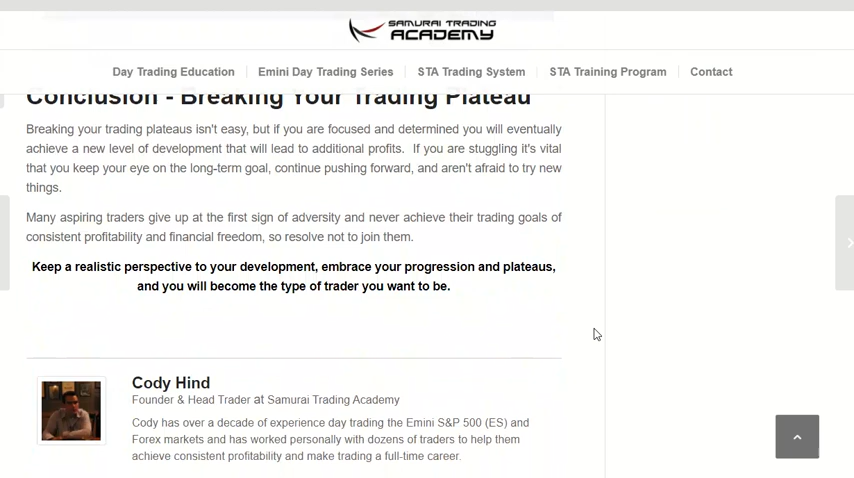 SAMURAI TRADING
ACADEMY
Day Trading Education
Emini Day Trading Series
STA Trading System
STA Training Program
Contact
Conclusion - Breaking Your Trading Plateau
Breaking your trading plateaus isn't easy, but if you are focused and determined you will eventually
achieve a new level of development that will lead to additional profits. If you are stuggling it's vital
that you keep your eye on the long-term goal, continue pushing forward, and aren't afraid to try new
things.
Many aspiring traders give up at the first sign of adversity and never achieve their trading goals of
consistent profitability and financial freedom, so resolve not to join them.
Keep a realistic perspective to your development, embrace your progression and plateaus,
and you will become the type of trader you want to be.
Cody Hind
Founder & Head Trader at Samurai Trading Academy
Cody has over a decade of experience day trading the Emini S&P 500 (ES) and
Forex markets and has worked personally with dozens of traders to help them
achieve consistent profitability and make trading a full-time career.